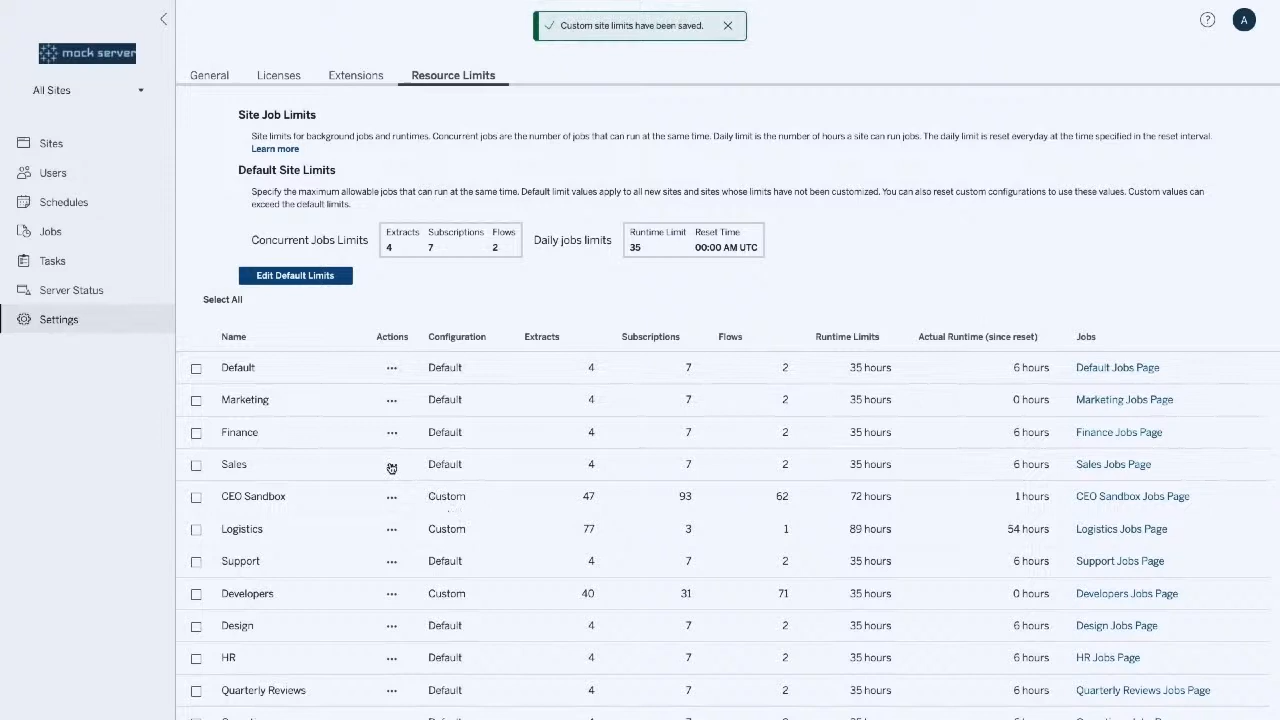 Custom site limits have been saved.
A
mock server
All Sites
General Licenses Extensions Resource Limits
Sites
Users
Schedules
Jobs
Tasks
Server Status
Settings
Site Job Limits
Site limits for background jobs and runtimes. Concurrent jobs are the number of jobs that can run at the same time. Daily limit is the number of hours a site can run jobs. The daily limit is reset everyday at the time specified in the reset interval.
Learn more
Default Site Limits
Specify the maximum allowable jobs that can run at the same time. Default limit values apply to all new sites and sites whose limits have not been customized. You can also reset custom configurations to use these values. Custom values can
exceed the default limits.
Concurrent Jobs Limits Extracts Subscriptions Flows Daily jobs limits Runtime Limit Reset Time
4 7 2 35 00:00 AM UTC
Edit Default Limits
Select All
Name Actions Configuration Extracts Subscriptions Flows Runtime Limits Actual Runtime (since reset) Jobs
Default ••• Default 4 7 2 35 hours 6 hours Default Jobs Page
Marketing ••• Default 4 7 2 35 hours 0 hours Marketing Jobs Page
Finance ••• Default 4 7 2 35 hours 6 hours Finance Jobs Page
Sales Default 4 7 2 35 hours 6 hours Sales Jobs Page
CEO Sandbox ••• Custom 47 93 62 72 hours 1 hours CEO Sandbox Jobs Page
Logistics ••• Custom 77 3 1 89 hours 54 hours Logistics Jobs Page
Support ••• Default 4 7 2 35 hours 6 hours Support Jobs Page
Developers ••• Custom 40 31 71 35 hours 0 hours Developers Jobs Page
Design ••• Default 4 7 2 35 hours 6 hours Design Jobs Page
HR ••• Default 4 7 2 35 hours 6 hours HR Jobs Page
Quarterly Reviews ••• Default 4 7 2 35 hours 6 hours Quarterly Reviews Jobs Page